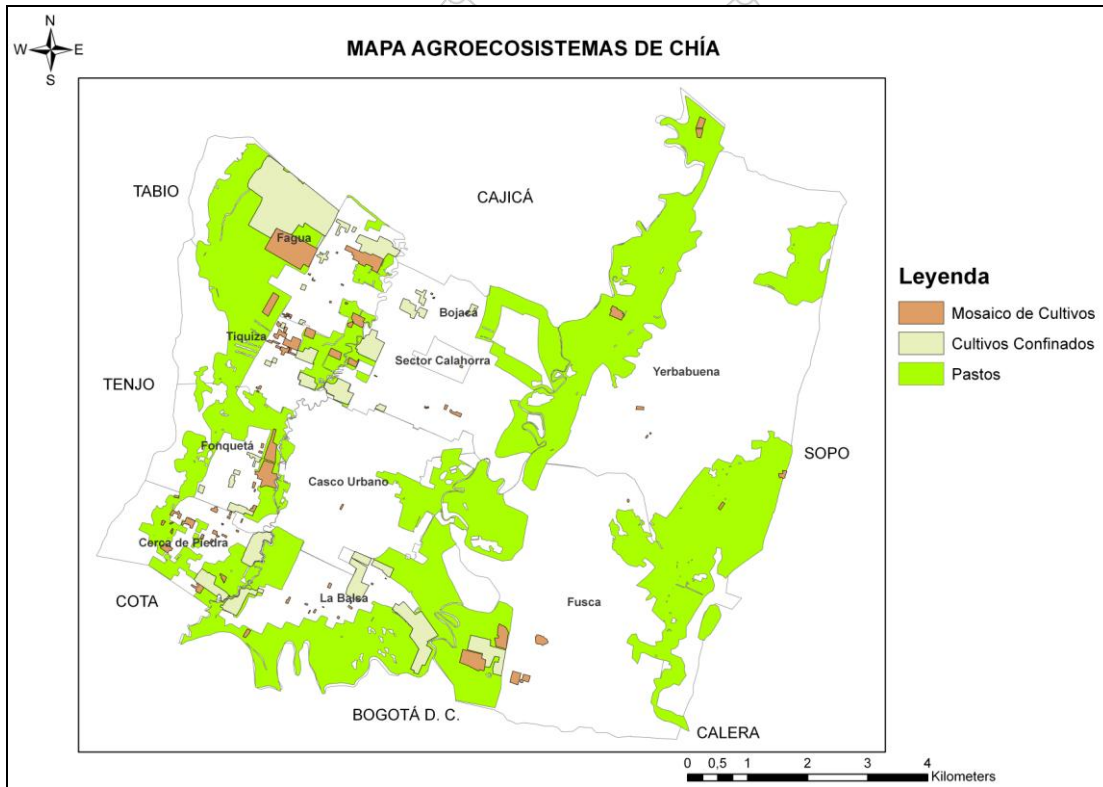 N
W E
S
MAPA AGROECOSISTEMAS DE CHÍA
TABIO
CAJICÁ
Fagua
Leyenda
Mosaico de Cultivos
Cultivos Confinados
Pastos
Bojaca
Tiquiza
Sector Calahorra
Yerbabuena
TENJO
Fonquetá
SOPO
Casco Urbano
Cerca de Piedra
COTA
La Balsa
Fusca
BOGOTÁ D. C.
CALERA
0 0,5 1 2 3 4
Kilometers